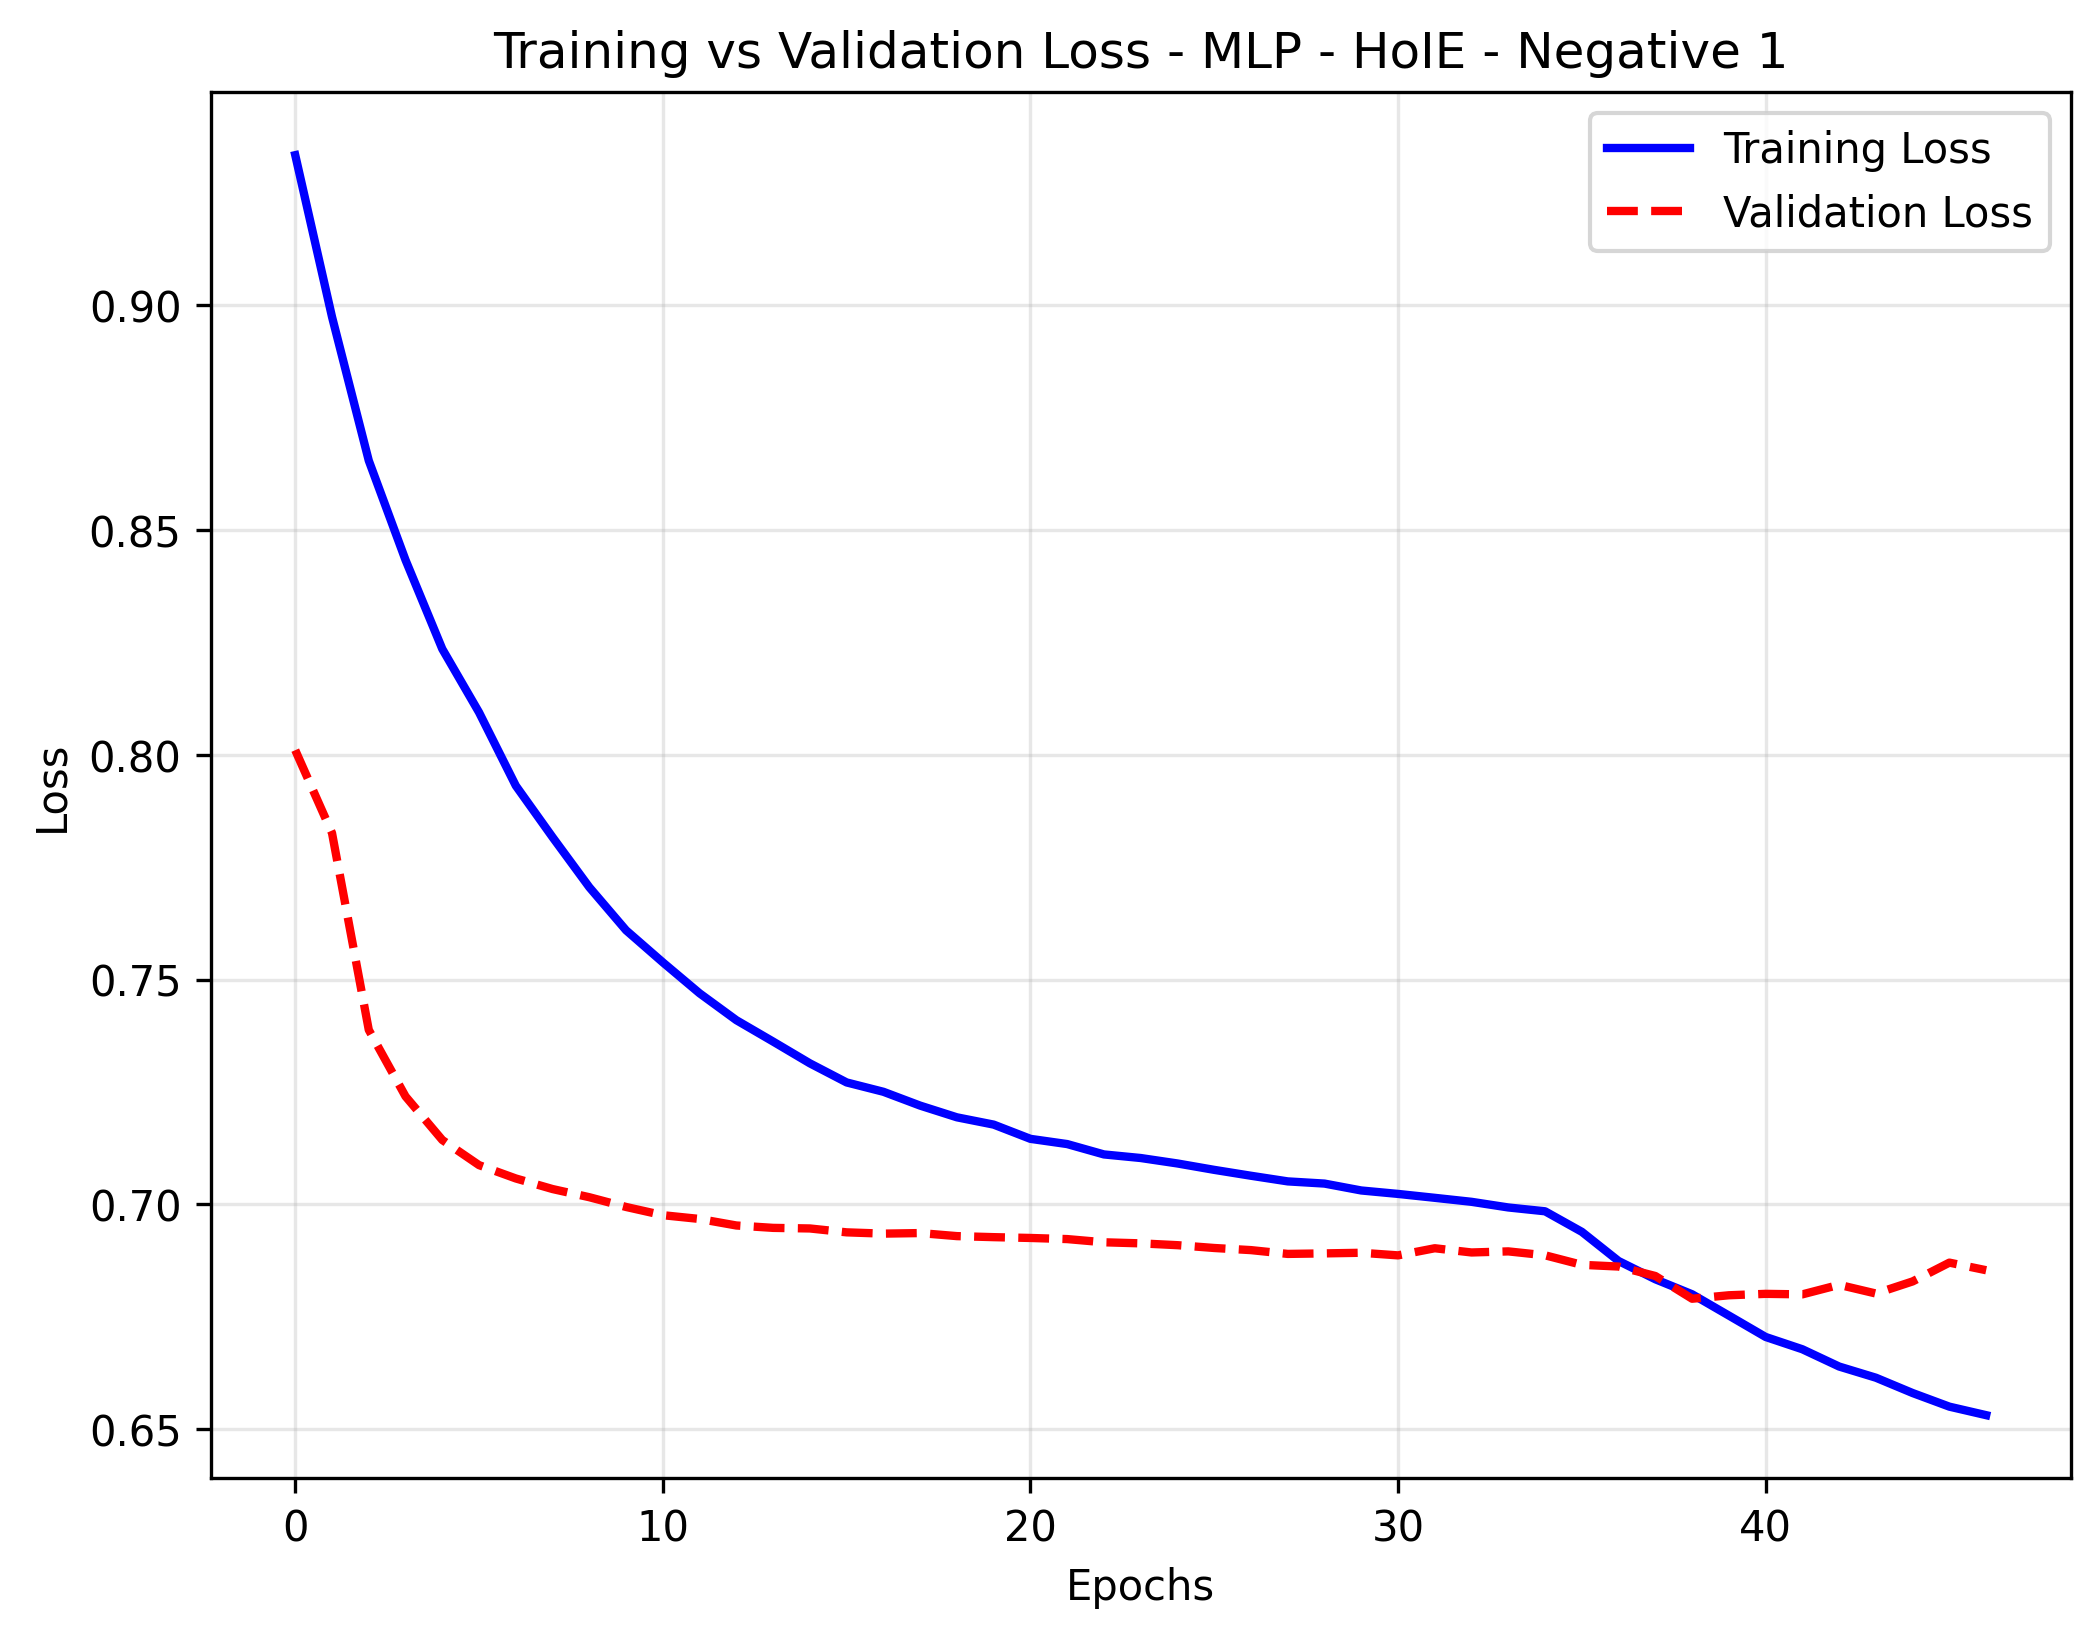 Training vs Validation Loss - MLP - HolE - Negative 1
Training Loss
Validation Loss
0.90
0.85
0.80
0.75
0.70
0.65
Loss
0 10 20 30 40
Epochs